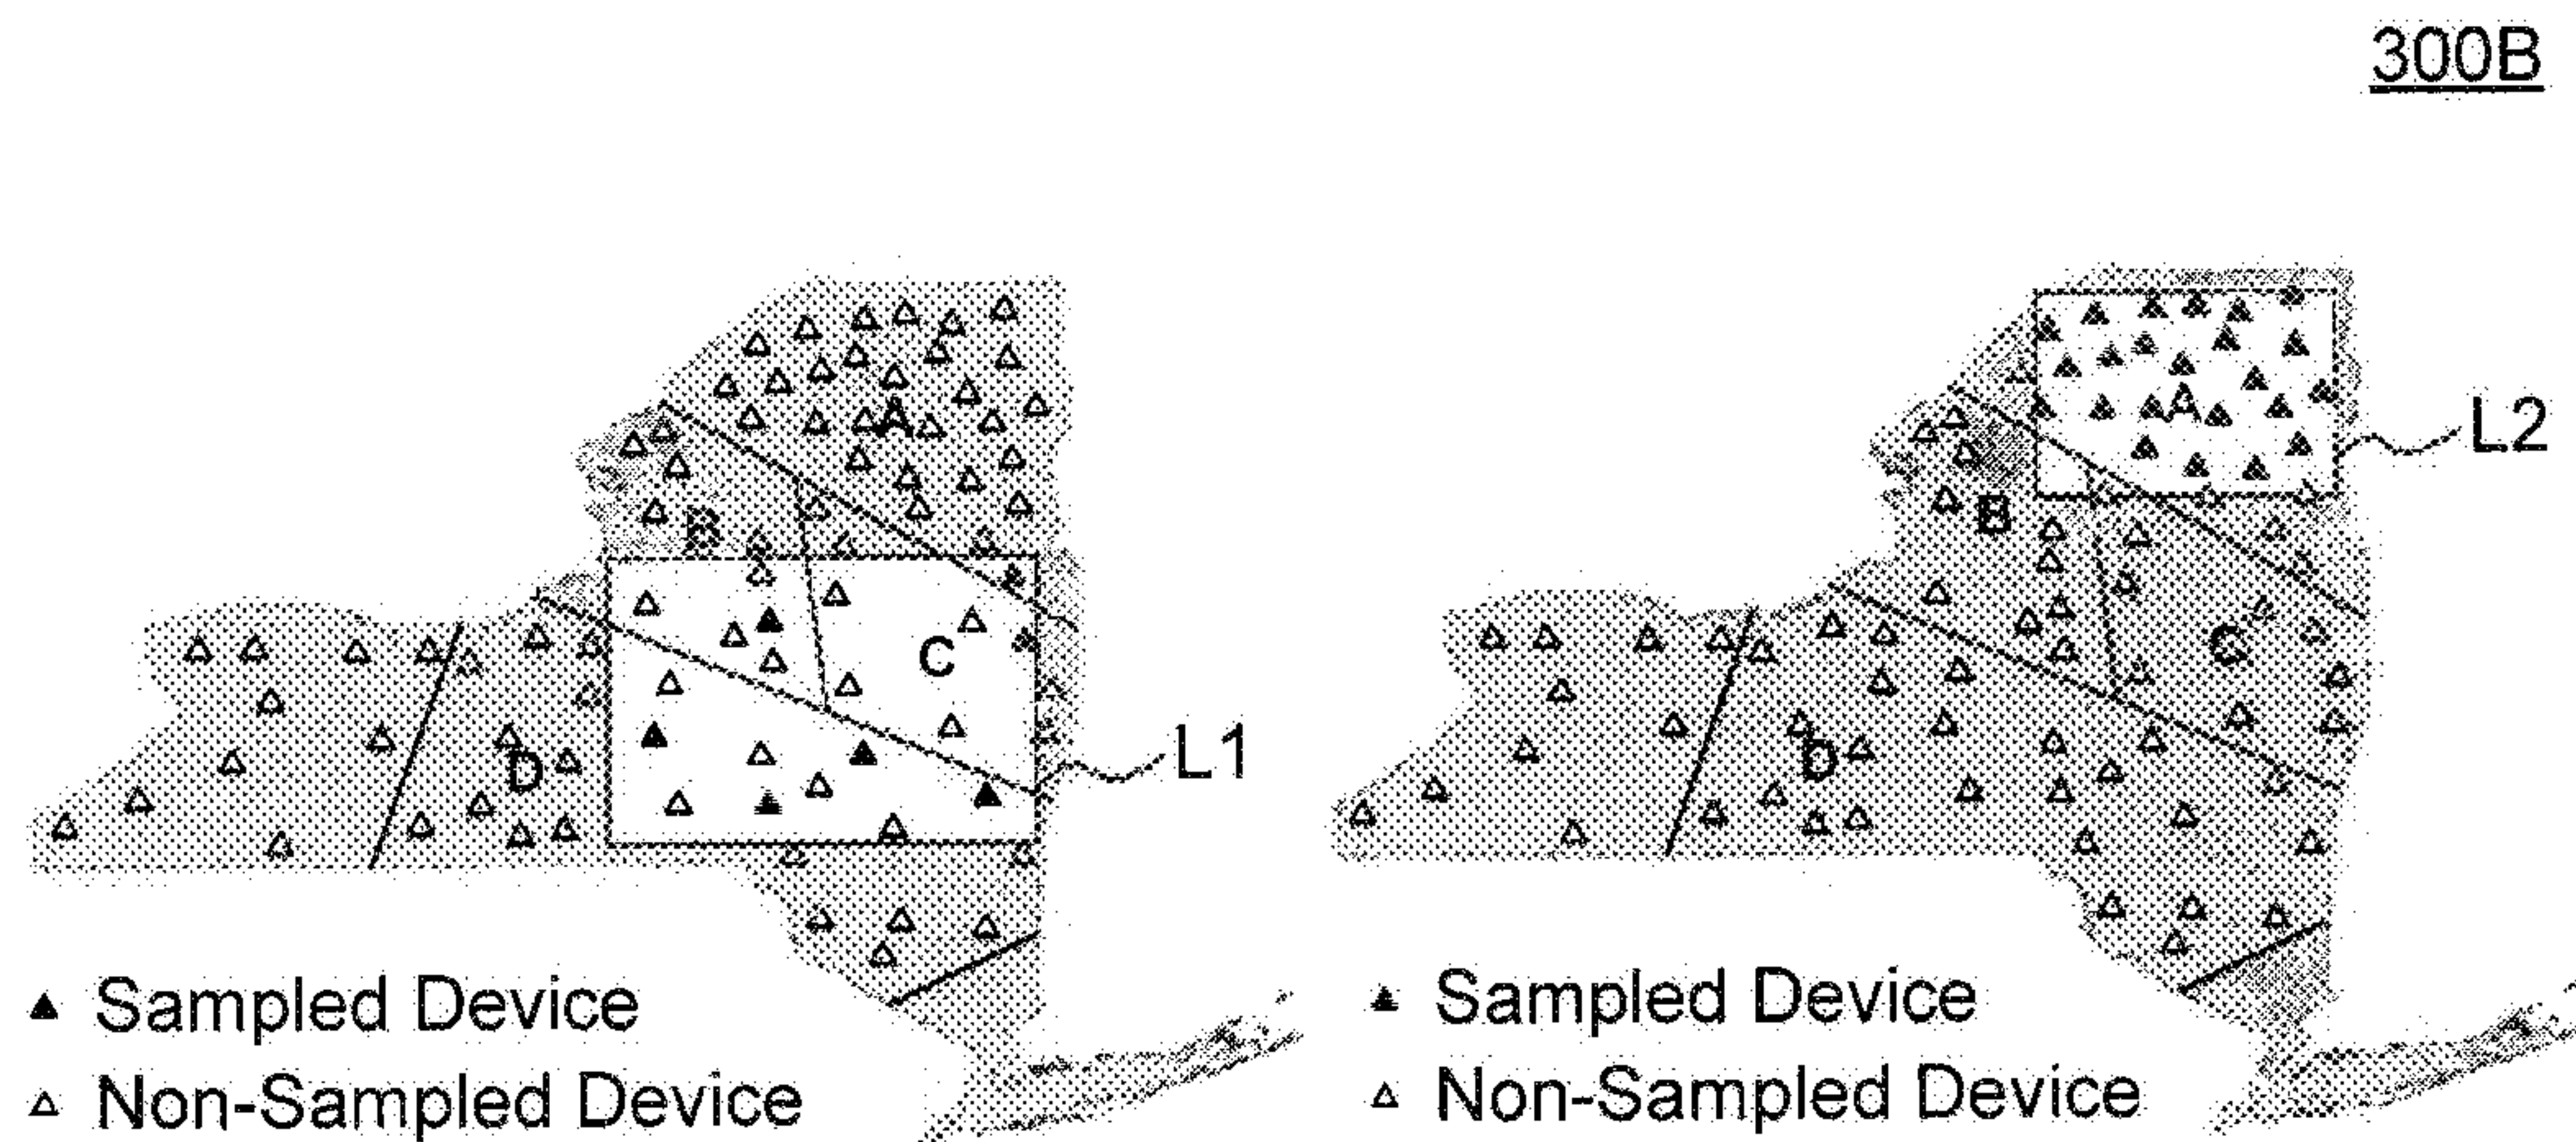 300B
A
B
C
D
L1
▲ Sampled Device
△ Non-Sampled Device
A
B
C
D
L2
▲ Sampled Device
△ Non-Sampled Device